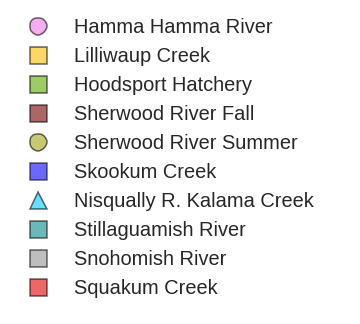 Hamma Hamma River
Lilliwaup Creek
Hoodsport Hatchery
Sherwood River Fall
Sherwood River Summer
Skookum Creek
Nisqually R. Kalama Creek
Stillaguamish River
Snohomish River
Squakum Creek